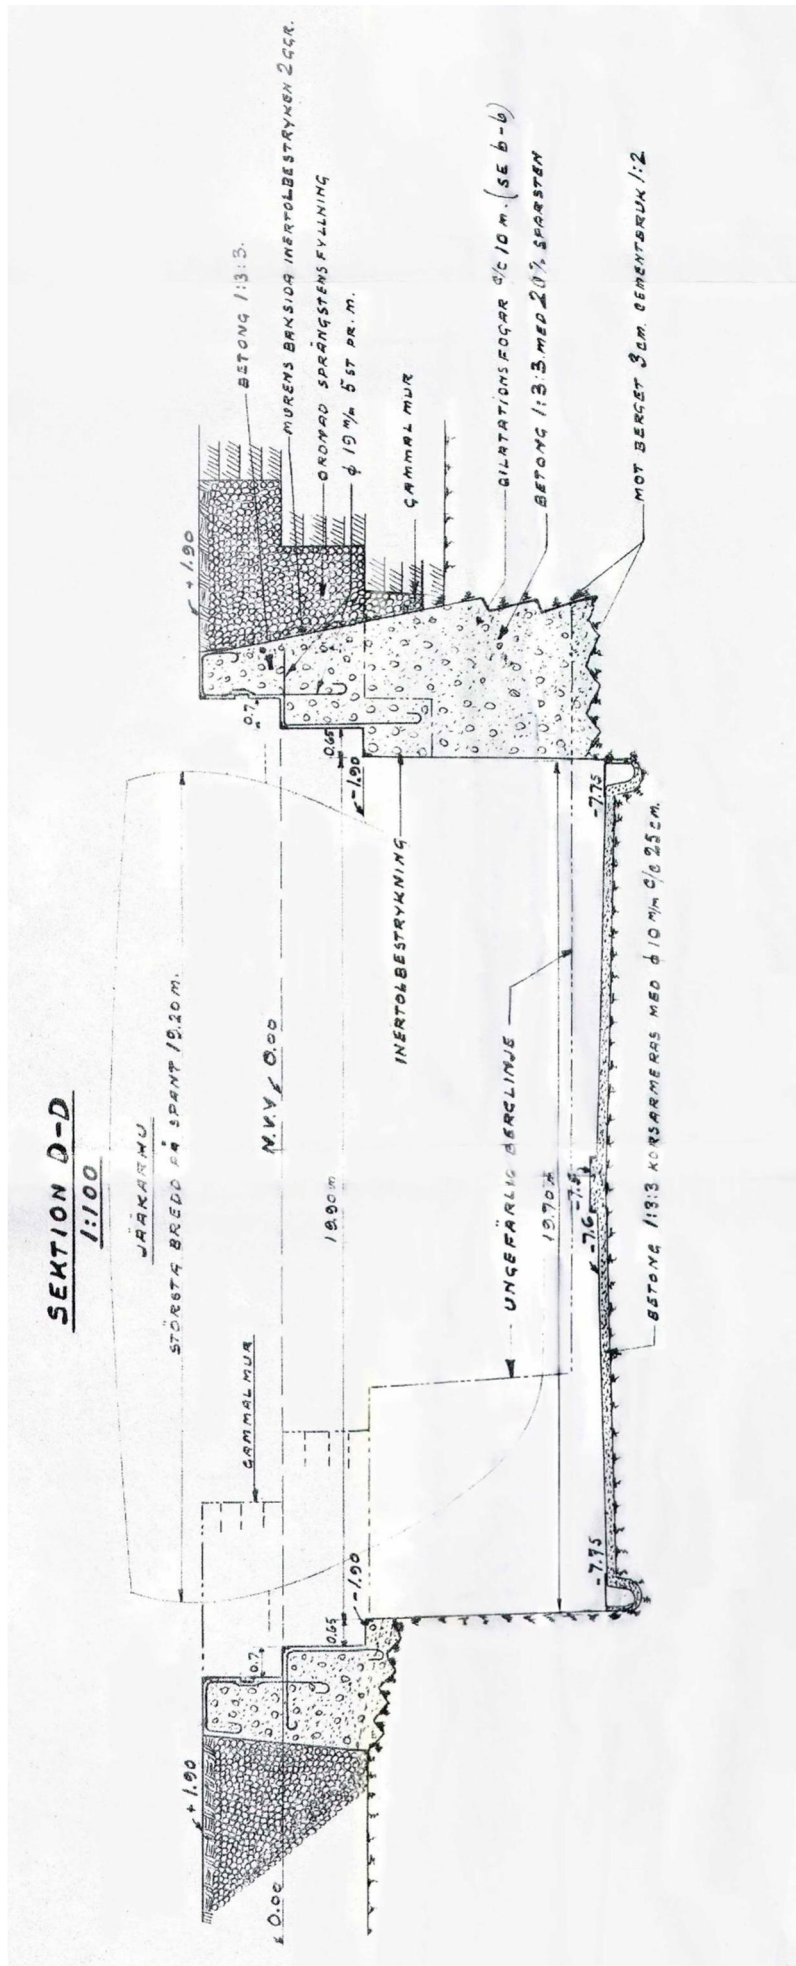 SEKTION D-D
1:100
JÄÄKARHU
STÖRSTA BREDD PÅ SPANT 19.20 M.
GAMMAL MUR
N.V.Y 0.00
19.90 M
INERTOLBESTRYKNING
UNGEFÄRLIG BERGLINJE
19.70 M
+ 1.90
0.00
0.7
0.65
-1.90
-7.75
-7.6
-7.5
BETONG 1:3:3 KORSARMERAS MED ϕ 10 M/M C/C 25 CM.
-7.75
-1.90
0.65
0.7
+ 1.90
BETONG 1:3:3.
MURENS BAKSIDA INERTOLBESTRYKEN 2 GGR.
OORDNAD SPRÄNGSTENSFYLLNING
ϕ 19 M/M 5 ST PR. M.
GAMMAL MUR
DILATATIONSFOGAR C/C 10 M. (SE b-b)
BETONG 1:3:3. MED 20% SPARSTEN
MOT BERGET 3 CM. CEMENTBRUK 1:2